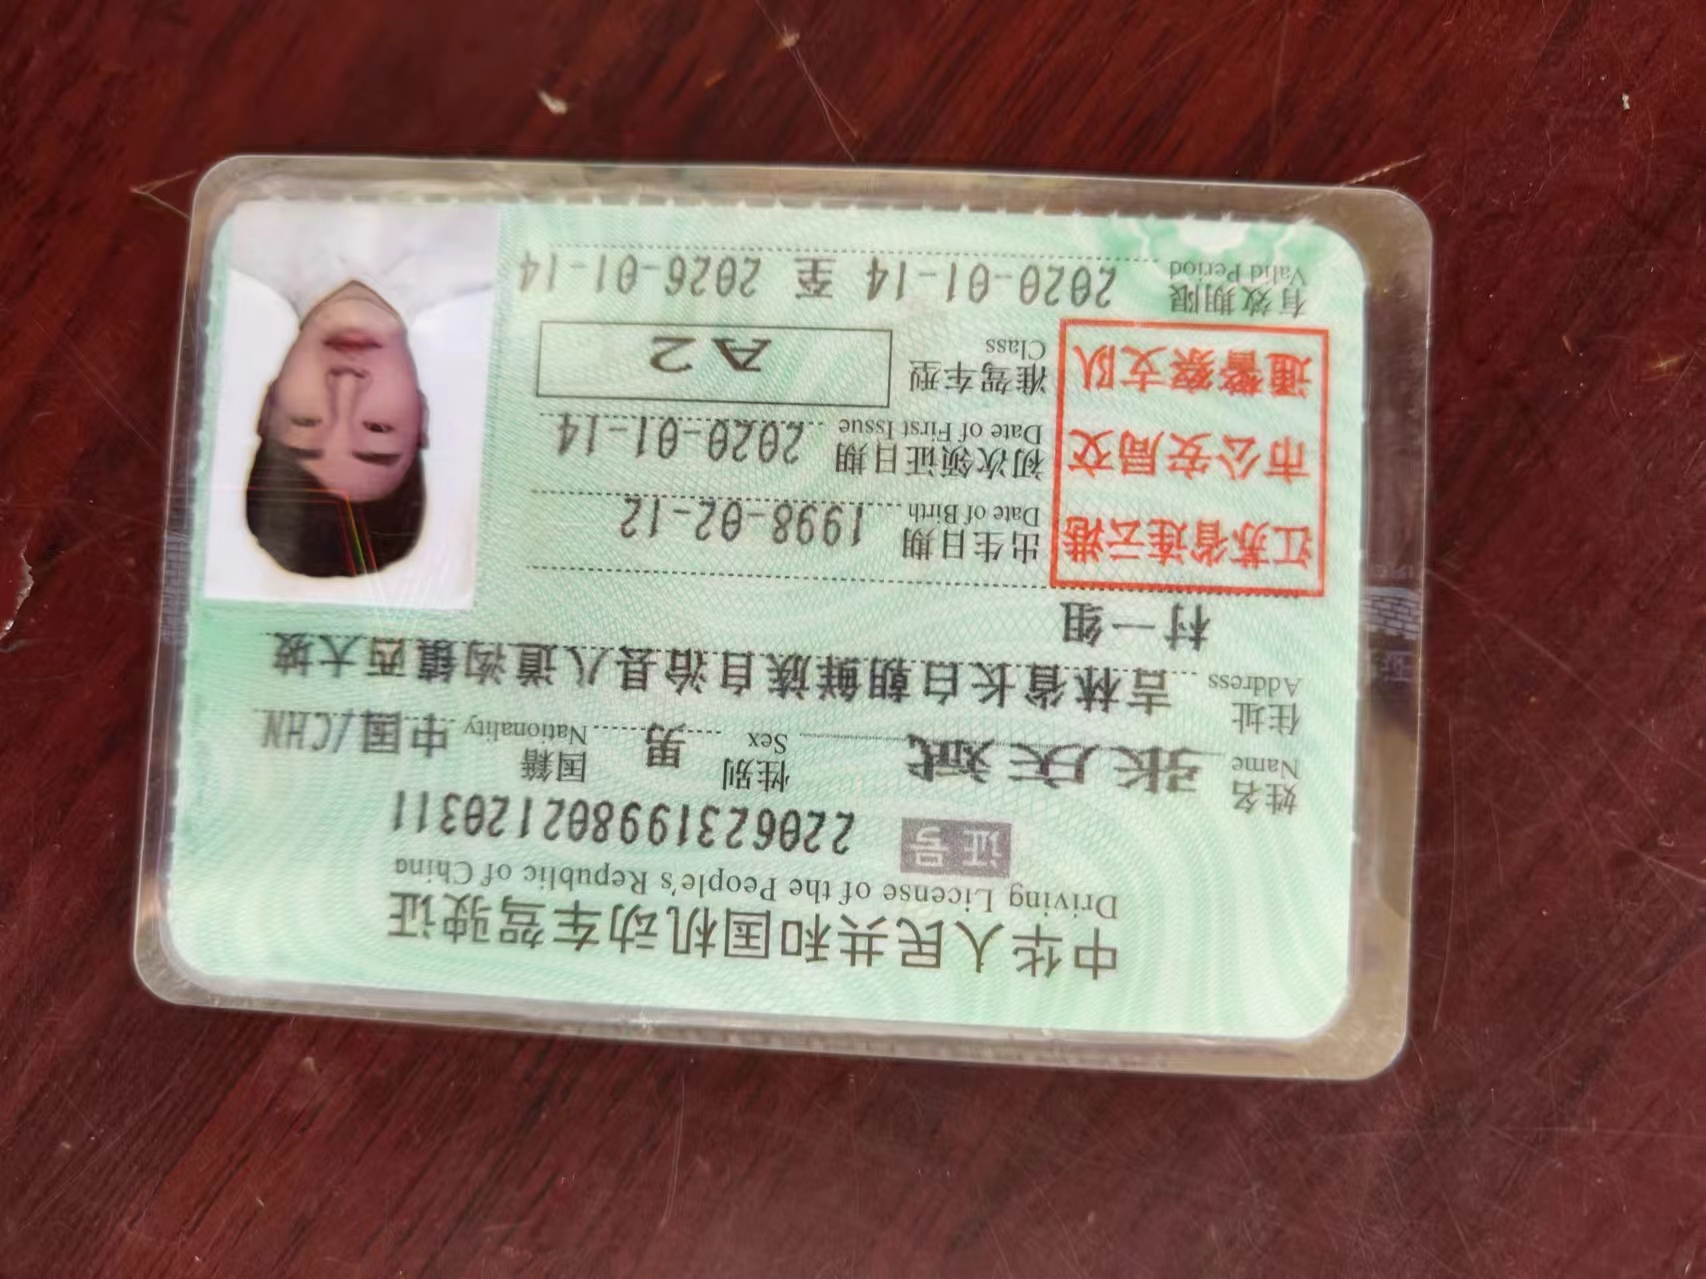 中华人民共和国机动车驾驶证
Driving License of the People's Republic of China
证号 220623199802120311
姓名 张庆斌 性别 男 国籍 中国/CHN
Name Sex Nationality
住址
Address 吉林省长白朝鲜族自治县八道沟镇西大坡
村一组
江苏省连云港
市公安局交
通警察支队
出生日期
Date of Birth 1998-02-12
初次领证日期
Date of First Issue 2020-01-14
准驾车型
Class A2
有效期限
Valid Period 2020-01-14 至 2026-01-14